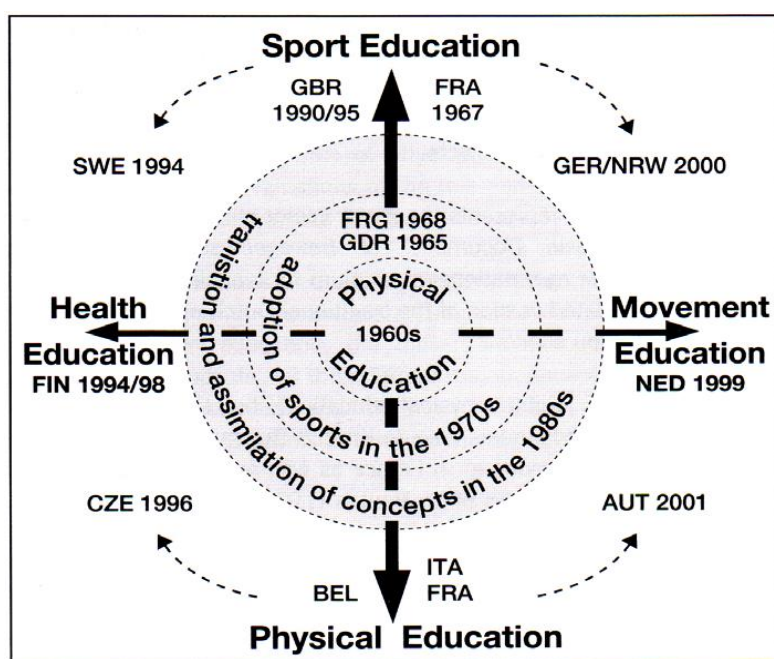 Sport Education
GBR
1990/95
FRA
1967
SWE 1994
GER/NRW 2000
FRG 1968
GDR 1965
Physical
1960s
Education
adoption of sports in the 1970s
tranistion and assimilation of concepts in the 1980s
Health
Education
FIN 1994/98
Movement
Education
NED 1999
CZE 1996
AUT 2001
BEL
ITA
FRA
Physical Education